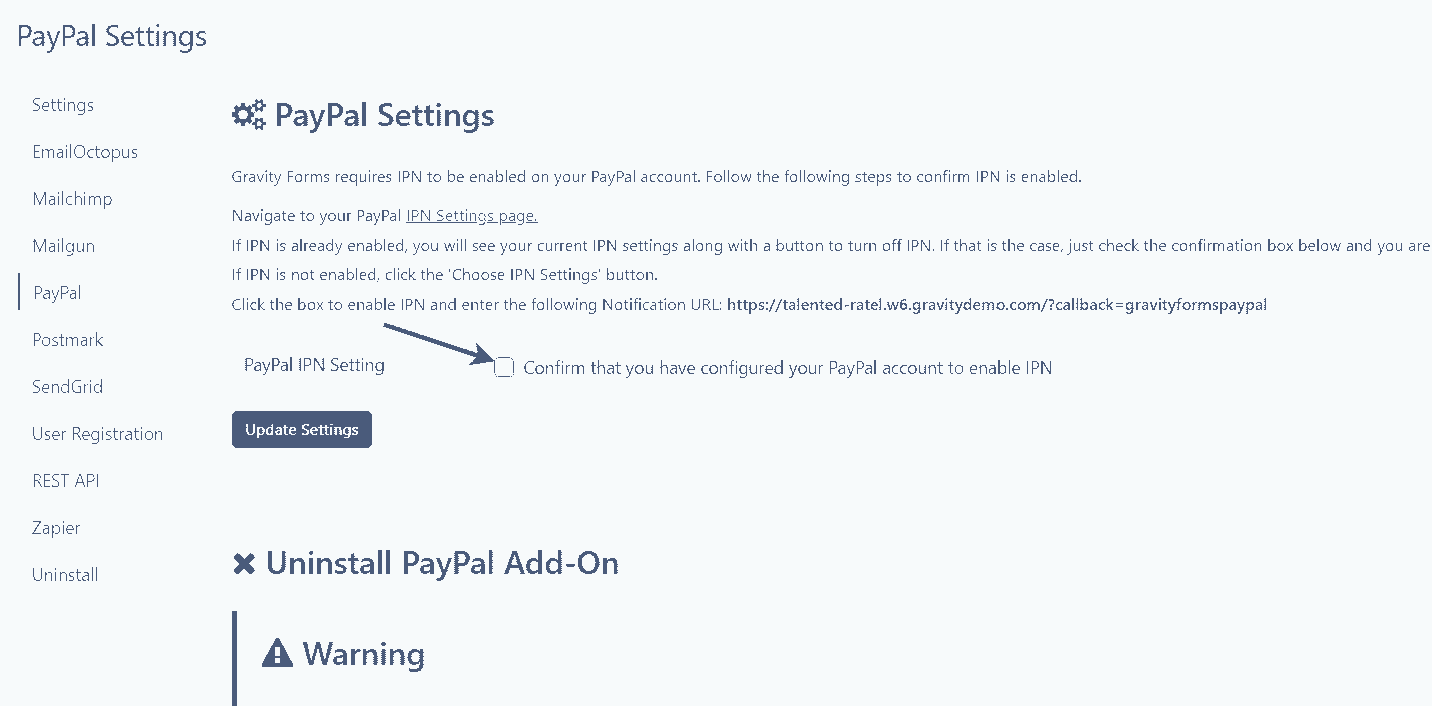 PayPal Settings
Settings
EmailOctopus
Mailchimp
Mailgun
PayPal
Postmark
SendGrid
User Registration
REST API
Zapier
Uninstall
PayPal Settings
Gravity Forms requires IPN to be enabled on your PayPal account. Follow the following steps to confirm IPN is enabled.
Navigate to your PayPal IPN Settings page.
If IPN is already enabled, you will see your current IPN settings along with a button to turn off IPN. If that is the case, just check the confirmation box below and you are
If IPN is not enabled, click the 'Choose IPN Settings' button.
Click the box to enable IPN and enter the following Notification URL: https://talented-ratel.w6.gravitydemo.com/?callback=gravityformspaypal
PayPal IPN Setting
Confirm that you have configured your PayPal account to enable IPN
Update Settings
Uninstall PayPal Add-On
Warning